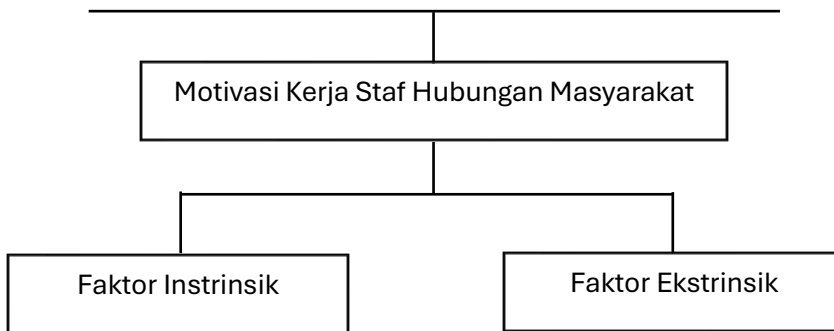 Motivasi Kerja Staf Hubungan Masyarakat
Faktor Instrinsik
Faktor Ekstrinsik